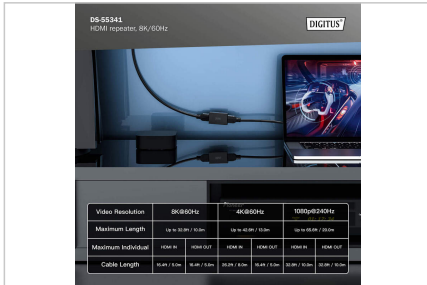 DS-55341
HDMI repeater, 8K/60Hz
DIGITUS®
Video Resolution 8K@60Hz 4K@60Hz 1080p@240Hz
Maximum Length Up to 32.8ft / 10.0m Up to 42.6ft / 13.0m Up to 65.6ft / 20.0m
Maximum Individual HDMI IN HDMI OUT HDMI IN HDMI OUT HDMI IN HDMI OUT
Cable Length 16.4ft / 5.0m 16.4ft / 5.0m 26.2ft / 8.0m 16.4ft / 5.0m 32.8ft / 10.0m 32.8ft / 10.0m